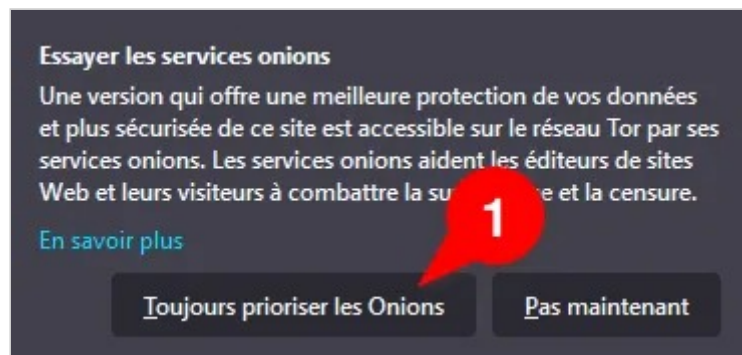 Essayer les services onions
Une version qui offre une meilleure protection de vos données
et plus sécurisée de ce site est accessible sur le réseau Tor par ses
services onions. Les services onions aident les éditeurs de sites
Web et leurs visiteurs à combattre la et la censure.
1
En savoir plus
Toujours prioriser les Onions Pas maintenant